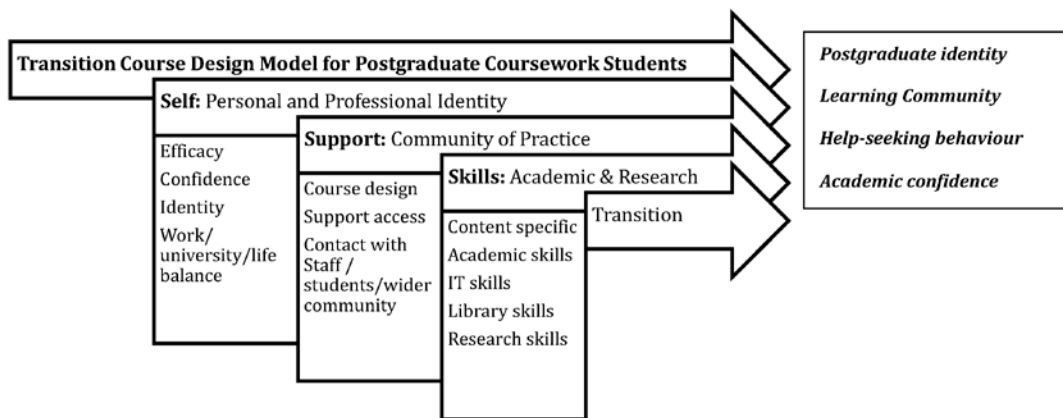 Transition Course Design Model for Postgraduate Coursework Students
Self: Personal and Professional Identity
Efficacy
Confidence
Identity
Work/
university/life
balance
Support: Community of Practice
Course design
Support access
Contact with
Staff /
students/wider
community
Skills: Academic & Research
Content specific
Academic skills
IT skills
Library skills
Research skills
Transition
Postgraduate identity
Learning Community
Help-seeking behaviour
Academic confidence